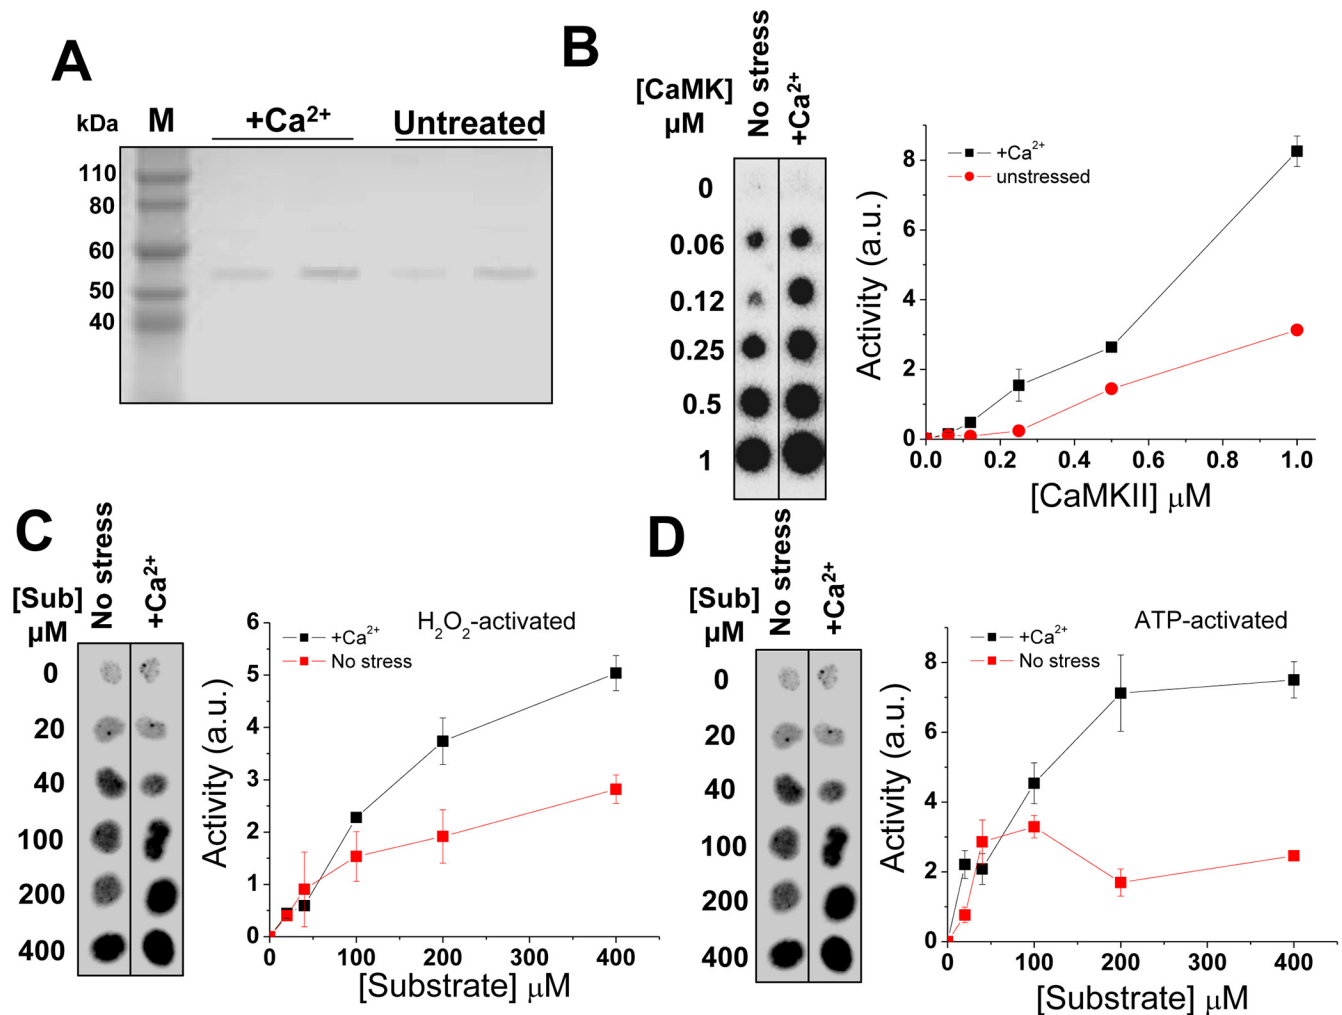 A
kDa
M
+Ca²⁺
Untreated
110
80
60
50
40
B
[CaMK]
µM
No stress
+Ca²⁺
0
0.06
0.12
0.25
0.5
1
+Ca²⁺
unstressed
Activity (a.u.)
8
6
4
2
0
0.0 0.2 0.4 0.6 0.8 1.0
[CaMKII] µM
C
[Sub]
µM
No stress
+Ca²⁺
0
20
40
100
200
400
H₂O₂-activated
+Ca²⁺
No stress
Activity (a.u.)
6
5
4
3
2
1
0
0 100 200 300 400
[Substrate] µM
D
[Sub]
µM
No stress
+Ca²⁺
0
20
40
100
200
400
ATP-activated
+Ca²⁺
No stress
Activity (a.u.)
8
6
4
2
0
0 100 200 300 400
[Substrate] µM